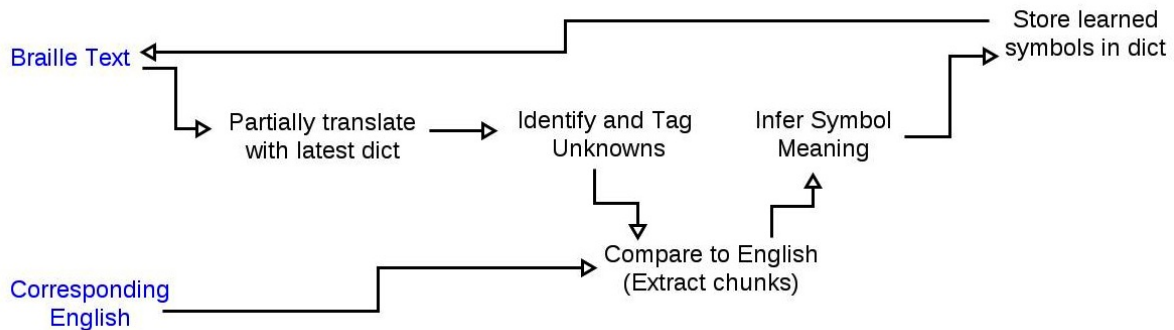 Store learned
symbols in dict
Braille Text
Partially translate
with latest dict
Identify and Tag
Unknowns
Infer Symbol
Meaning
Compare to English
(Extract chunks)
Corresponding
English